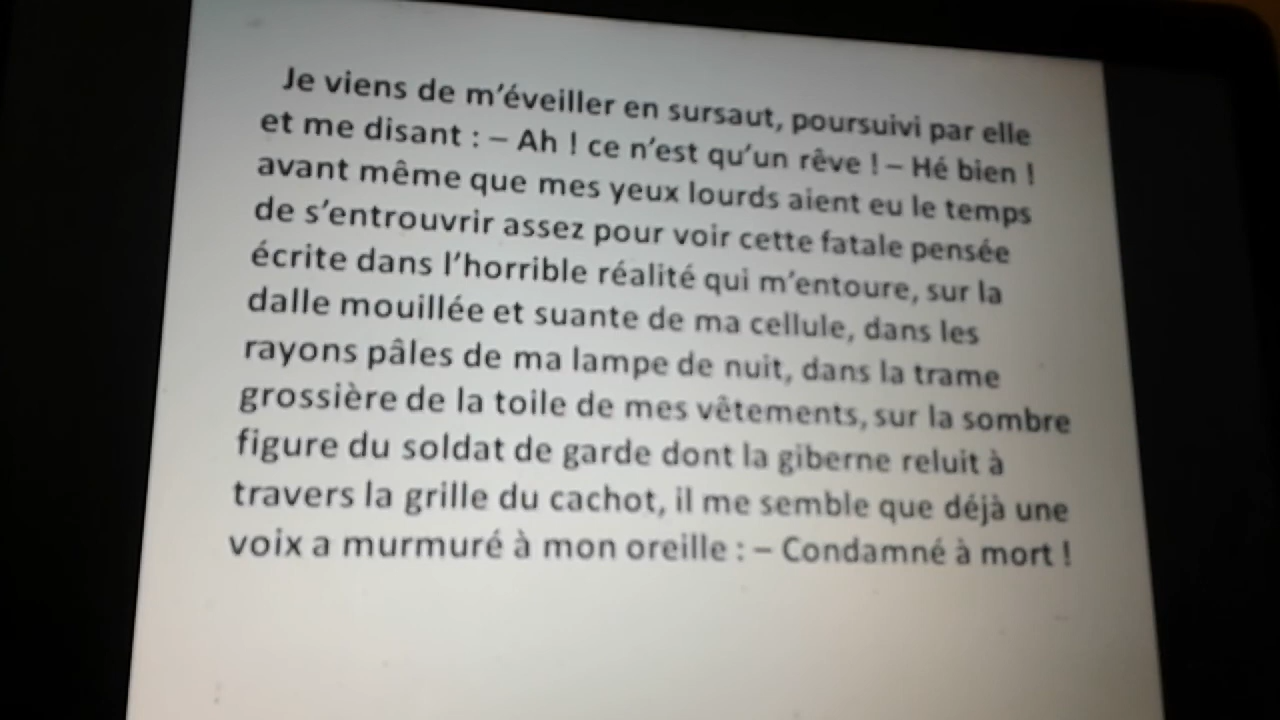 Je viens de m'éveiller en sursaut, poursuivi par elle
et me disant : – Ah ! ce n'est qu'un rêve ! – Hé bien !
avant même que mes yeux lourds aient eu le temps
de s'entrouvrir assez pour voir cette fatale pensée
écrite dans l'horrible réalité qui m'entoure, sur la
dalle mouillée et suante de ma cellule, dans les
rayons pâles de ma lampe de nuit, dans la trame
grossière de la toile de mes vêtements, sur la sombre
figure du soldat de garde dont la giberne reluit à
travers la grille du cachot, il me semble que déjà une
voix a murmuré à mon oreille : – Condamné à mort !